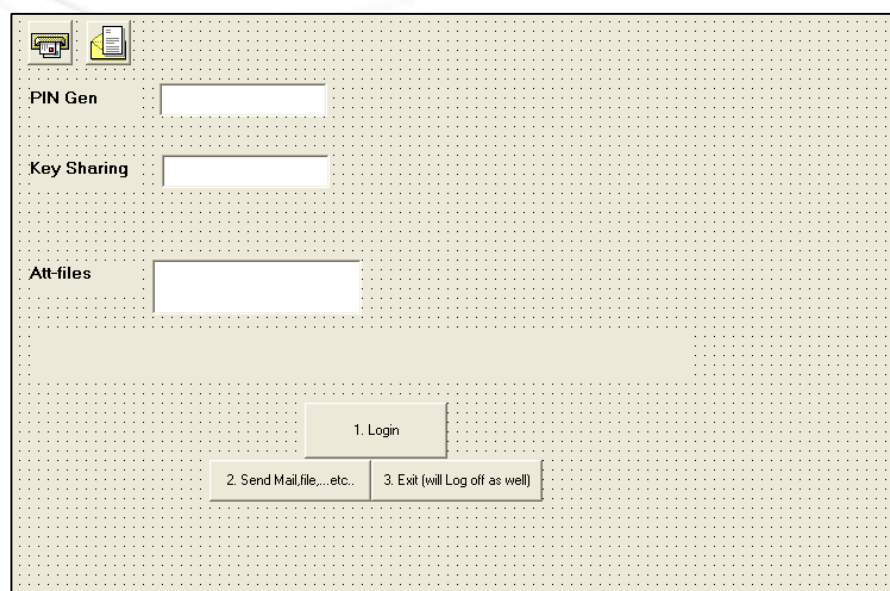 PIN Gen
Key Sharing
Att-files
1. Login
2. Send Mail,file,...etc..
3. Exit (will Log off as well)